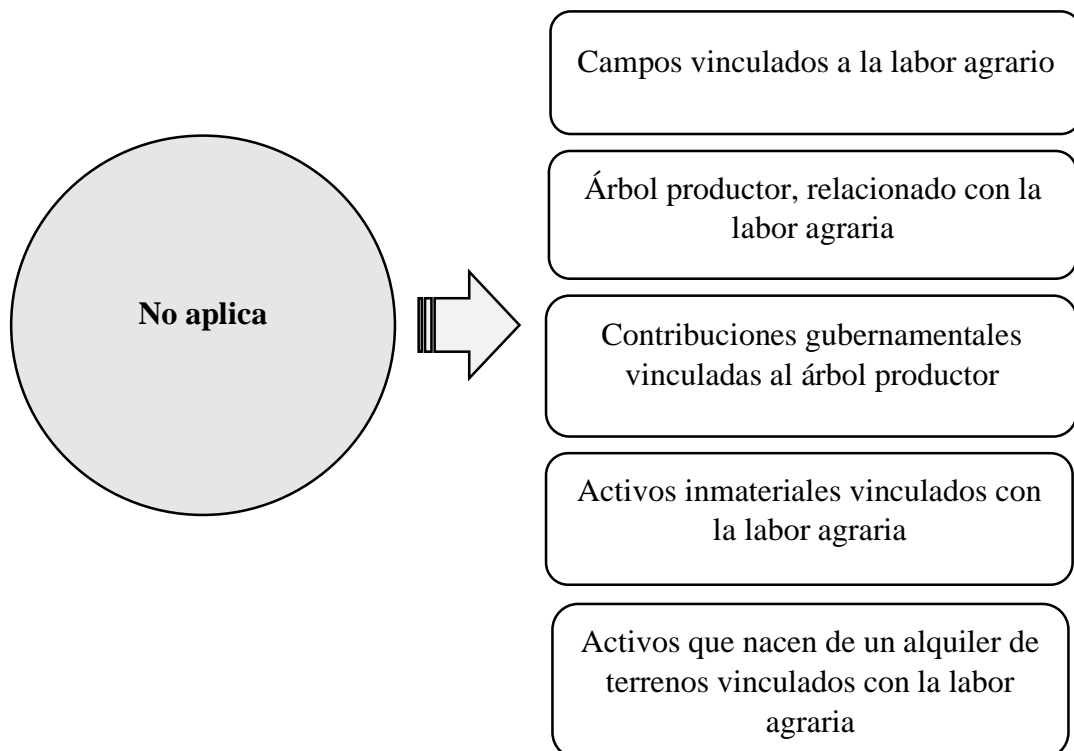 No aplica
Campos vinculados a la labor agrario
Árbol productor, relacionado con la
labor agraria
Contribuciones gubernamentales
vinculadas al árbol productor
Activos inmateriales vinculados con
la labor agraria
Activos que nacen de un alquiler de
terrenos vinculados con la labor
agraria